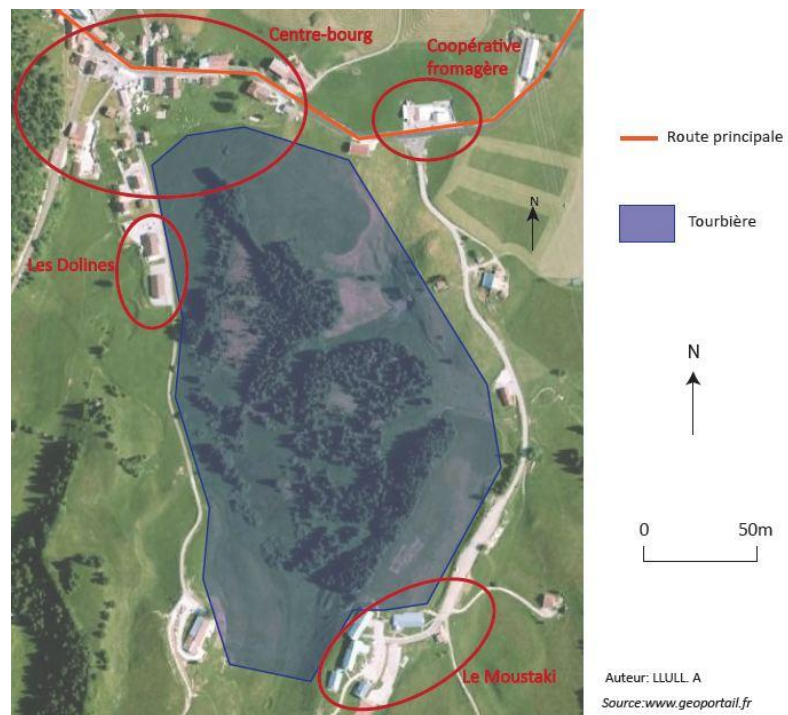 Centre-bourg
Coopérative
fromagère
Route principale
N
Tourbière
Les Dolines
N
0 50m
Le Moustaki
Auteur: LLULL. A
Source:www.geoportail.fr